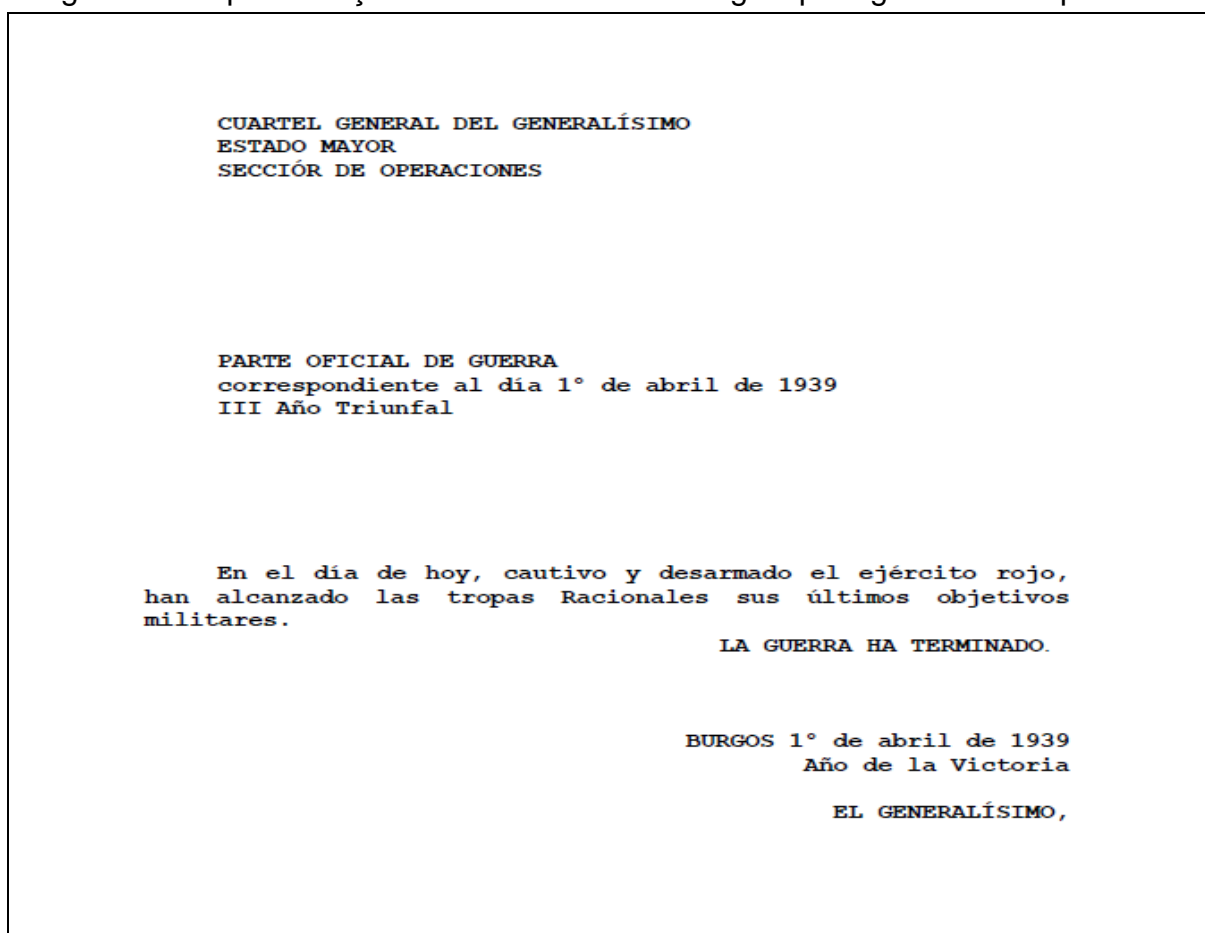 CUARTEL GENERAL DEL GENERALÍSIMO
ESTADO MAYOR
SECCIÓR DE OPERACIONES
PARTE OFICIAL DE GUERRA
correspondiente al día 1º de abril de 1939
III Año Triunfal
En el día de hoy, cautivo y desarmado el ejército rojo,
han alcanzado las tropas Racionales sus últimos objetivos
militares.
LA GUERRA HA TERMINADO.
BURGOS 1º de abril de 1939
Año de la Victoria
EL GENERALÍSIMO,